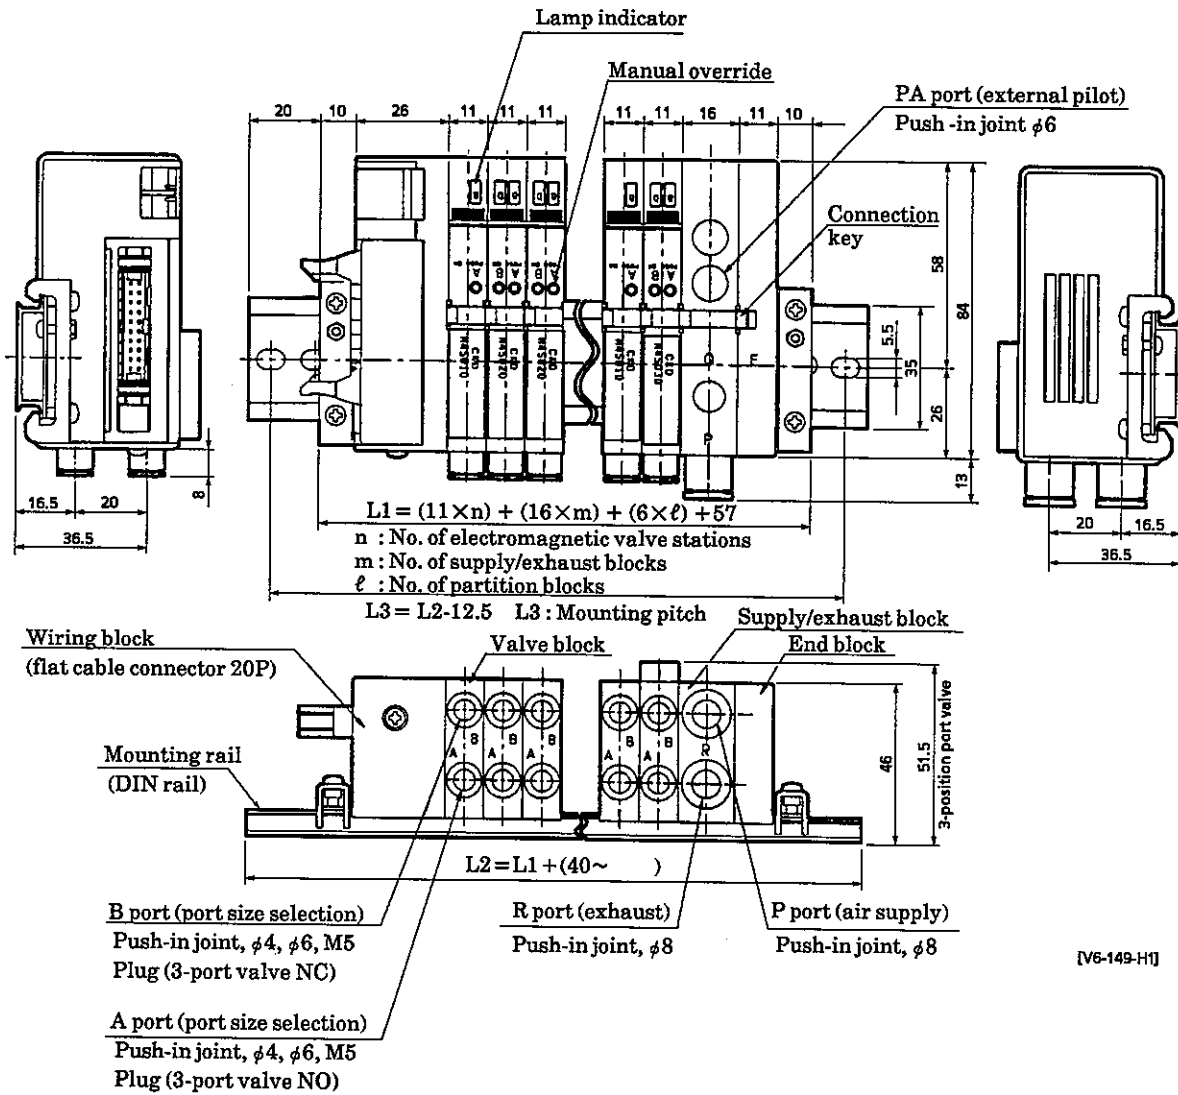 Lamp indicator
Manual override
PA port (external pilot)
Push-in joint φ6
20 10 26 11 11 11 11 11 16 11 10
Connection
key
58
84
5.5
35
26
13
8
16.5 20
36.5
20 16.5
36.5
CKD
N4S010
CKD
N4S020
CKD
N4S020
P
L1 = (11×n) + (16×m) + (6×ℓ) + 57
n : No. of electromagnetic valve stations
m : No. of supply/exhaust blocks
ℓ : No. of partition blocks
L3 = L2-12.5 L3 : Mounting pitch
Supply/exhaust block
Wiring block
(flat cable connector 20P)
Valve block
End block
B B B B B
A A A A A R
46
51.5
3-position port valve
Mounting rail
(DIN rail)
L2 = L1 + (40~ )
B port (port size selection)
Push-in joint, φ4, φ6, M5
Plug (3-port valve NC)
R port (exhaust)
Push-in joint, φ8
P port (air supply)
Push-in joint, φ8
[V6-149-H1]
A port (port size selection)
Push-in joint, φ4, φ6, M5
Plug (3-port valve NO)